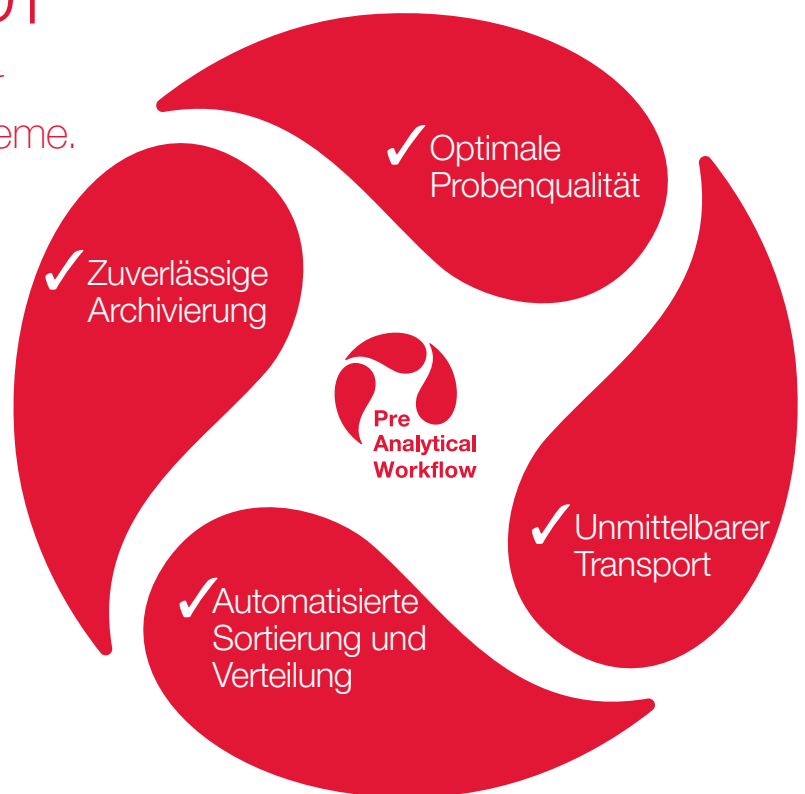 ✓ Optimale
Probenqualität
✓ Zuverlässige
Archivierung
Pre
Analytical
Workflow
✓ Unmittelbarer
Transport
✓ Automatisierte
Sortierung und
Verteilung